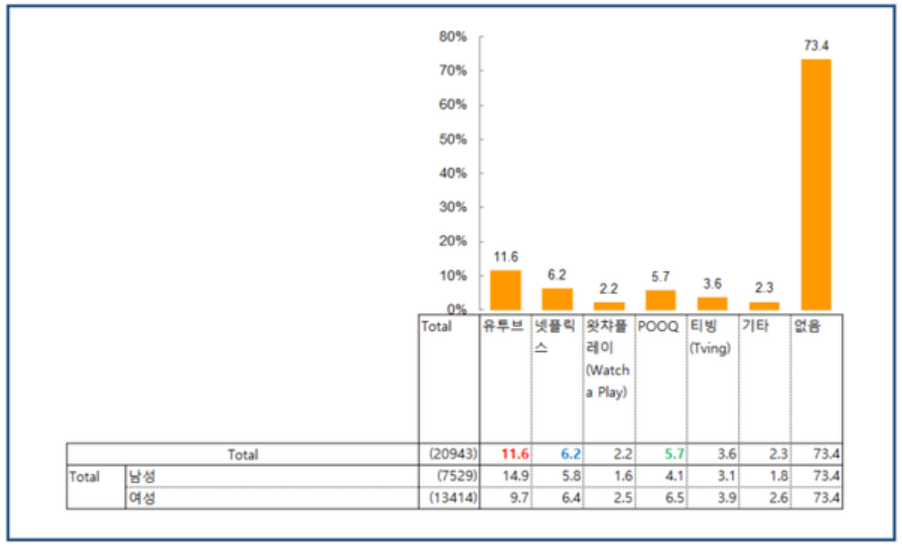 80%
73.4
70%
60%
50%
40%
30%
20%
11.6
10%
6.2
2.2
5.7
3.6
2.3
0%
Total 유투브 넷플릭 왓챠플 POOQ 티빙 기타 없음
스 레이 (Tving)
(Watch
a Play)
Total (20943) 11.6 6.2 2.2 5.7 3.6 2.3 73.4
Total 남성 (7529) 14.9 5.8 1.6 4.1 3.1 1.8 73.4
여성 (13414) 9.7 6.4 2.5 6.5 3.9 2.6 73.4